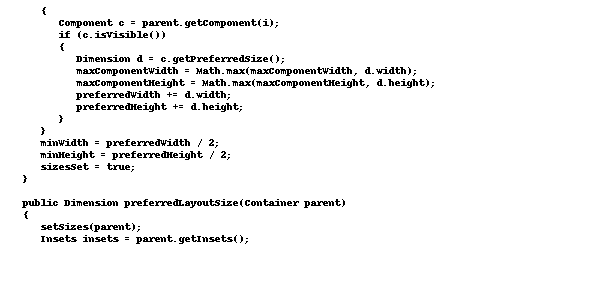 {
Component c = parent.getComponent(i);
if (c.isVisible())
{
Dimension d = c.getPreferredSize();
maxComponentWidth = Math.max(maxComponentWidth, d.width);
maxComponentHeight = Math.max(maxComponentHeight, d.height);
preferredWidth += d.width;
preferredHeight += d.height;
}
}
minWidth = preferredWidth / 2;
minHeight = preferredHeight / 2;
sizesSet = true;
}
public Dimension preferredLayoutSize(Container parent)
{
setSizes(parent);
Insets insets = parent.getInsets();